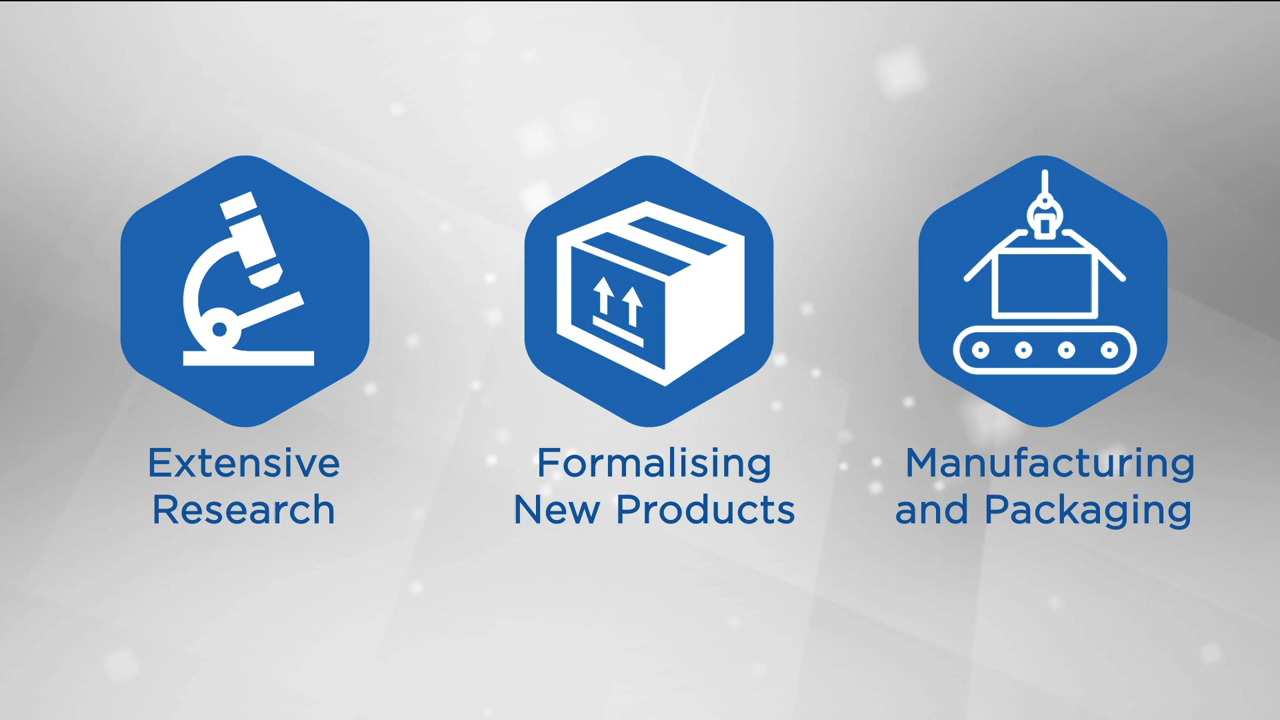 Extensive
Research
Formalising
New Products
Manufacturing
and Packaging